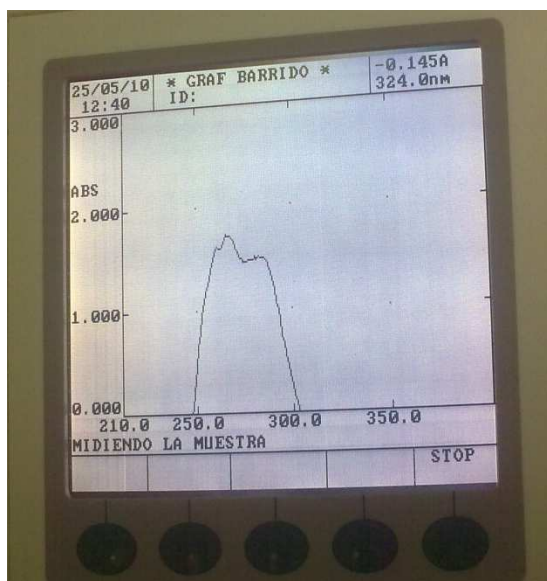 25/05/10 * GRAF BARRIDO * -0.145A
12:40 ID: 324.0nm
3.000
ABS
2.000
1.000
0.000
210.0 250.0 300.0 350.0
MIDIENDO LA MUESTRA
STOP